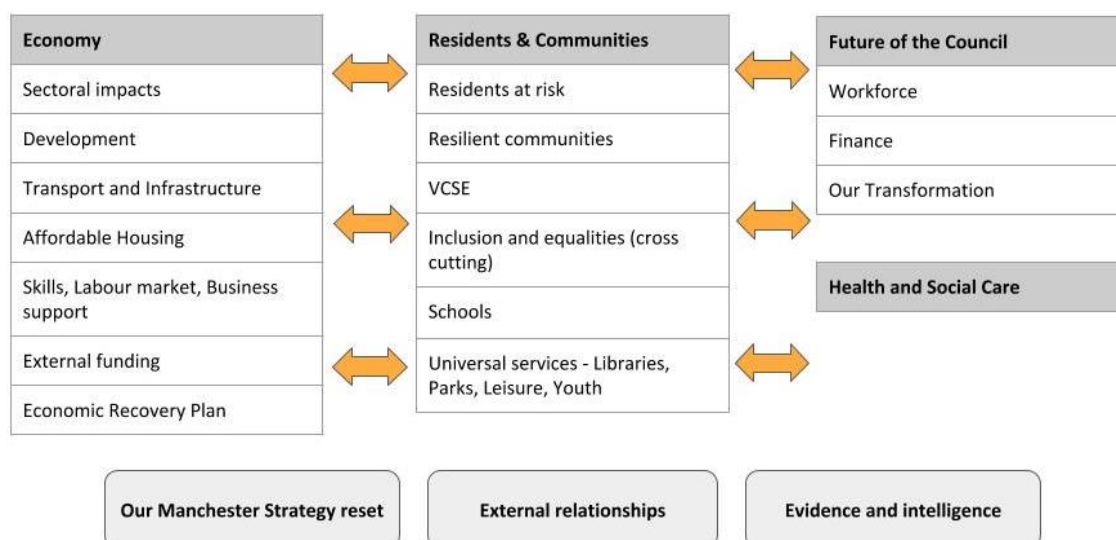 Economy
Sectoral impacts
Development
Transport and Infrastructure
Affordable Housing
Skills, Labour market, Business
support
External funding
Economic Recovery Plan
Residents & Communities
Residents at risk
Resilient communities
VCSE
Inclusion and equalities (cross
cutting)
Schools
Universal services - Libraries,
Parks, Leisure, Youth
Future of the Council
Workforce
Finance
Our Transformation
Health and Social Care
Our Manchester Strategy reset
External relationships
Evidence and intelligence